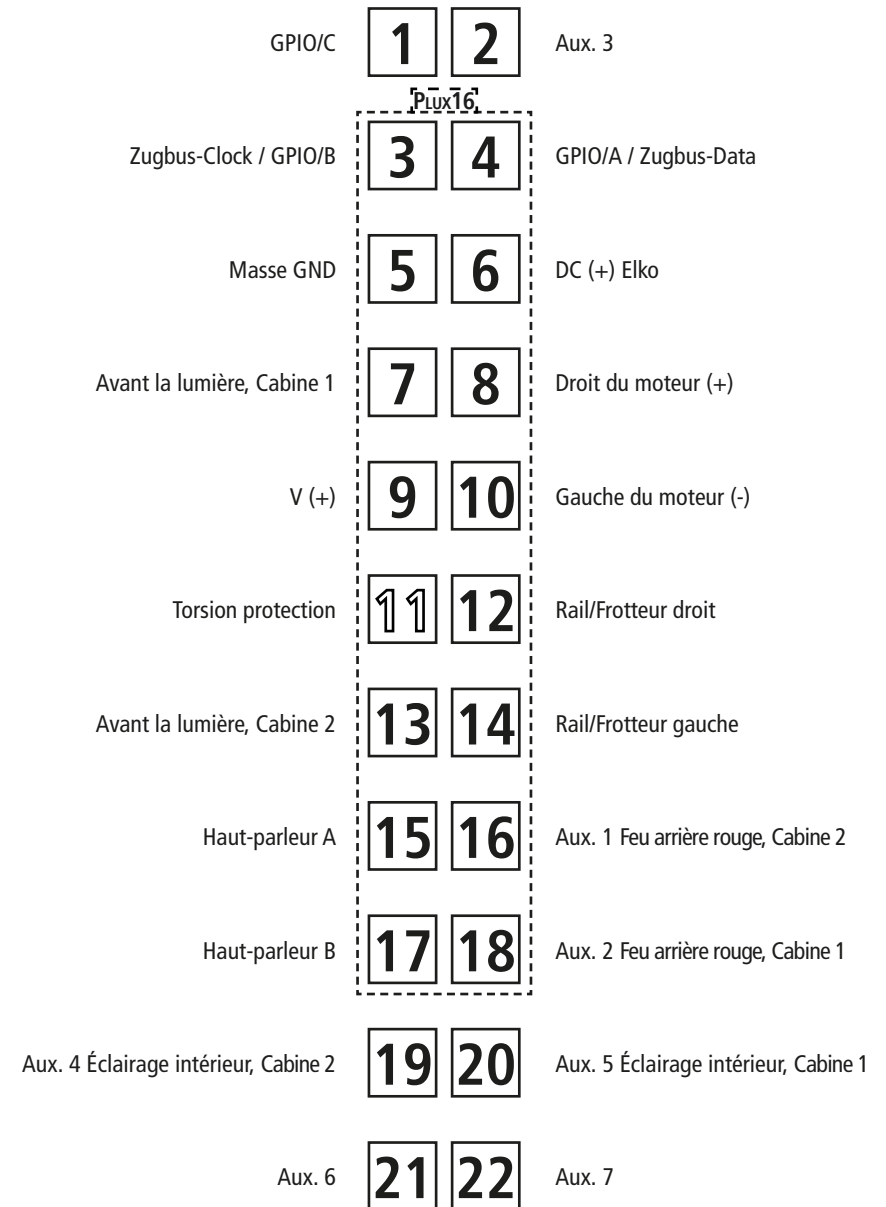 GPIO/C 1 2 Aux. 3
PLUX16
Zugbus-Clock / GPIO/B 3 4 GPIO/A / Zugbus-Data
Masse GND 5 6 DC (+) Elko
Avant la lumière, Cabine 1 7 8 Droit du moteur (+)
V (+) 9 10 Gauche du moteur (-)
Torsion protection 11 12 Rail/Frotteur droit
Avant la lumière, Cabine 2 13 14 Rail/Frotteur gauche
Haut-parleur A 15 16 Aux. 1 Feu arrière rouge, Cabine 2
Haut-parleur B 17 18 Aux. 2 Feu arrière rouge, Cabine 1
Aux. 4 Éclairage intérieur, Cabine 2 19 20 Aux. 5 Éclairage intérieur, Cabine 1
Aux. 6 21 22 Aux. 7